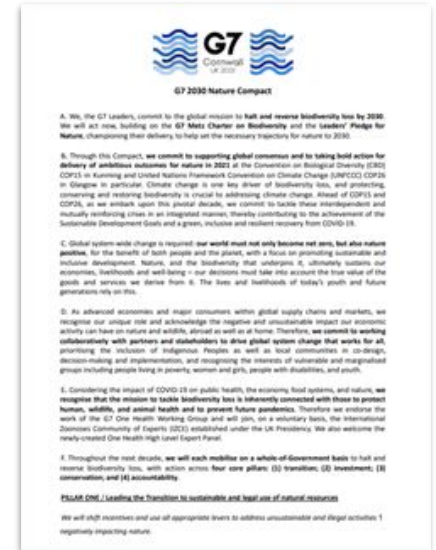 G7
Cornwall
UK 2021
G7 2030 Nature Compact
A. We, the G7 Leaders, commit to the global mission to halt and reverse biodiversity loss by 2030.
We will act now, building on the G7 Metz Charter on Biodiversity and the Leaders' Pledge for
Nature, championing their delivery, to help set the necessary trajectory for nature to 2030.
B. Through this Compact, we commit to supporting global consensus and to taking bold action for
delivery of ambitious outcomes for nature in 2021 at the Convention on Biological Diversity (CBD)
COP15 in Kunming and United Nations Framework Convention on Climate Change (UNFCCC) COP26
in Glasgow in particular. Climate change is one key driver of biodiversity loss, and protecting,
conserving and restoring biodiversity is crucial to addressing climate change. Ahead of COP15 and
COP26, as we embark upon this pivotal decade, we commit to tackle these interdependent and
mutually reinforcing crises in an integrated manner, thereby contributing to the achievement of the
Sustainable Development Goals and a green, inclusive and resilient recovery from COVID-19.
C. Global system-wide change is required: our world must not only become net zero, but also nature
positive, for the benefit of both people and the planet, with a focus on promoting sustainable and
inclusive development. Nature, and the biodiversity that underpins it, ultimately sustains our
economies, livelihoods and well-being – our decisions must take into account the true value of the
goods and services we derive from it. The lives and livelihoods of today's youth and future
generations rely on this.
D. As advanced economies and major consumers within global supply chains and markets, we
recognise our unique role and acknowledge the negative and unsustainable impact our economic
activity can have on nature and wildlife, abroad as well as at home. Therefore, we commit to working
collaboratively with partners and stakeholders to drive global system change that works for all,
prioritising the inclusion of Indigenous Peoples as well as local communities in co-design,
decision-making and implementation, and recognising the interests of vulnerable and marginalised
groups including people living in poverty, women and girls, people with disabilities, and youth.
E. Considering the impact of COVID-19 on public health, the economy, food systems, and nature, we
recognise that the mission to tackle biodiversity loss is inherently connected with those to protect
human, wildlife, and animal health and to prevent future pandemics. Therefore we endorse the
work of the G7 One Health Working Group and will join, on a voluntary basis, the International
Zoonoses Community of Experts (IZCE) established under the UK Presidency. We also welcome the
newly-created One Health High Level Expert Panel.
F. Throughout the next decade, we will each mobilise on a whole-of-Government basis to halt and
reverse biodiversity loss, with action across four core pillars: (1) transition; (2) investment; (3)
conservation; and (4) accountability.
PILLAR ONE / Leading the Transition to sustainable and legal use of natural resources
We will shift incentives and use all appropriate levers to address unsustainable and illegal activities 1
negatively impacting nature.